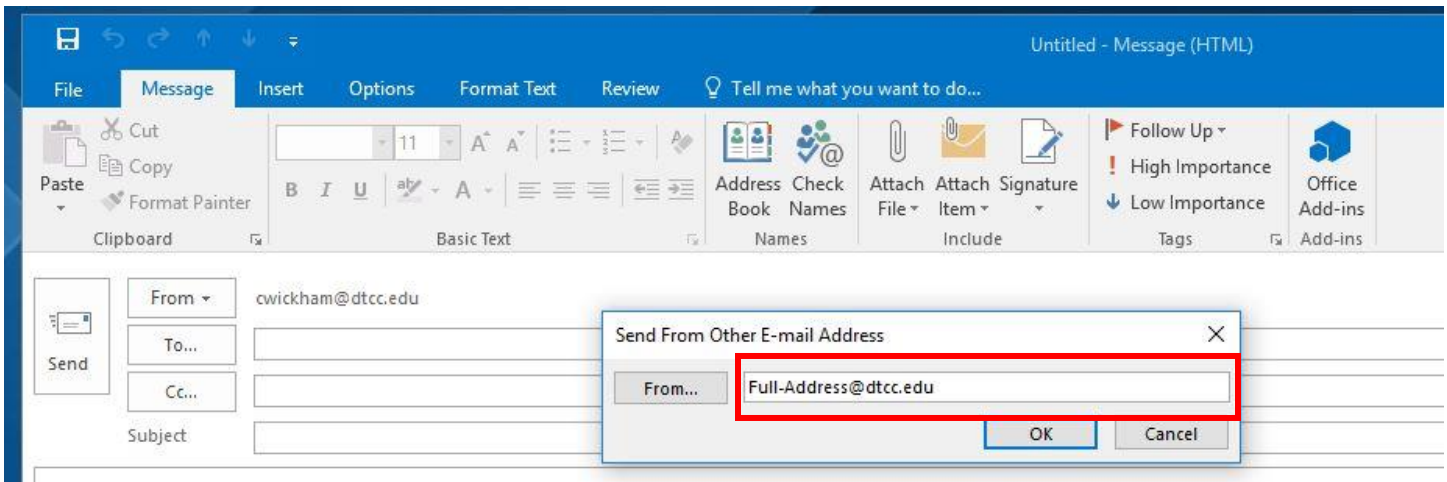 Untitled - Message (HTML)
File Message Insert Options Format Text Review Tell me what you want to do...
Cut
Copy
Paste
Format Painter
Clipboard
11
A A A
B I U aby A
Basic Text
Address Book
Check Names
Names
Attach File
Attach Item
Signature
Include
Follow Up
High Importance
Low Importance
Tags
Office Add-ins
Add-ins
From cwickham@dtcc.edu
To...
Send
Cc...
Subject
Send From Other E-mail Address
From... Full-Address@dtcc.edu
OK Cancel